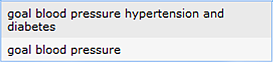 goal blood pressure hypertension and
diabetes
goal blood pressure